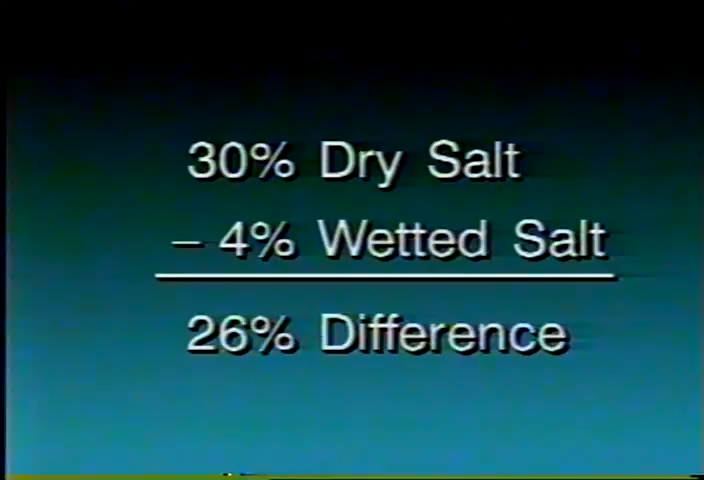 30% Dry Salt
– 4% Wetted Salt
26% Difference